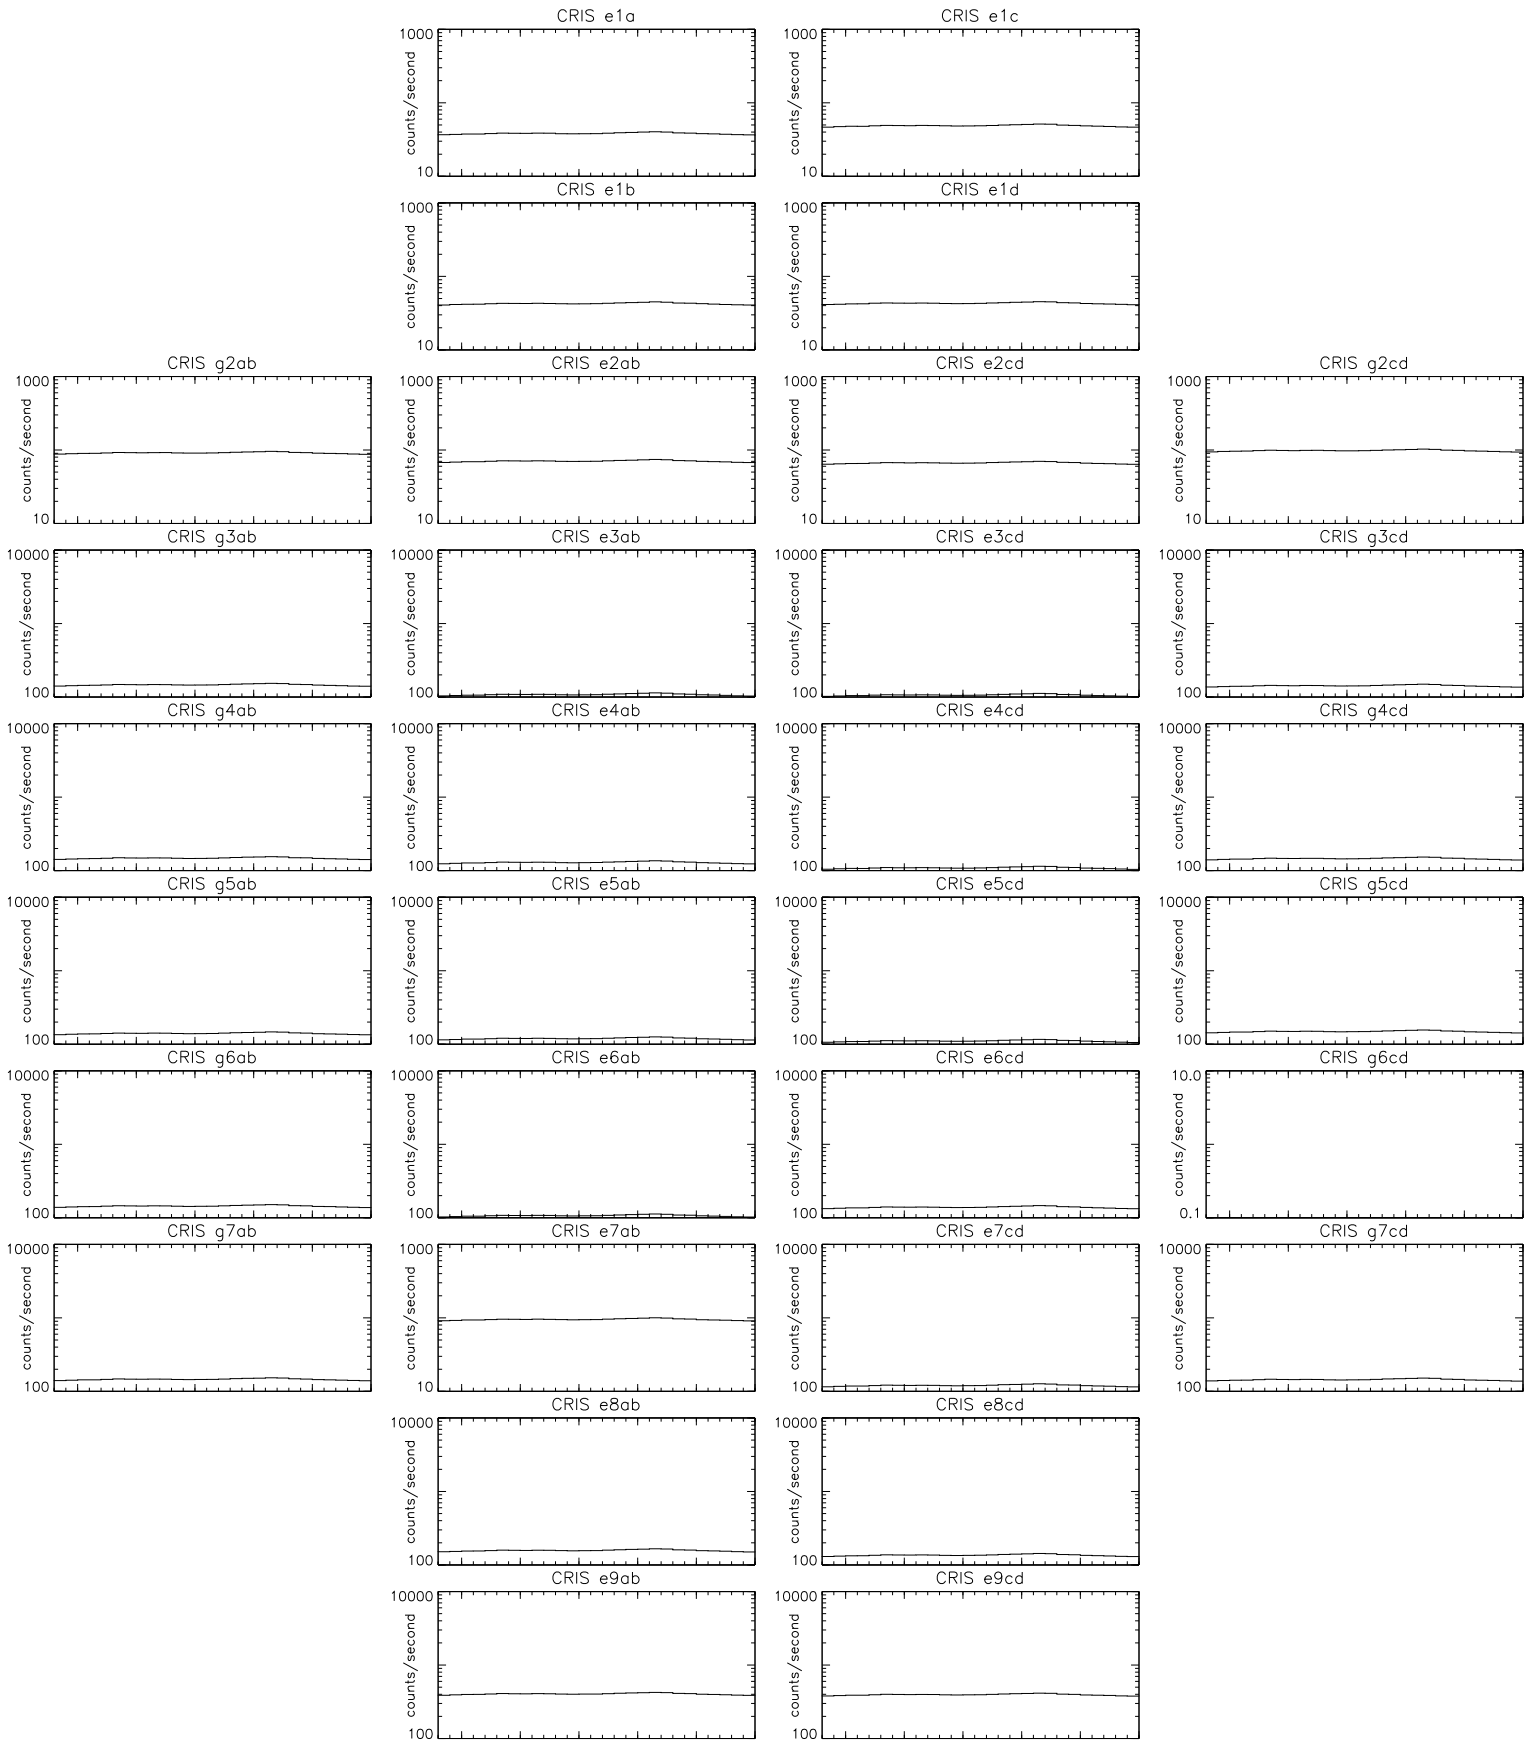 CRIS e1a
1000
counts/second
10
CRIS e1c
1000
counts/second
10
CRIS e1b
1000
counts/second
10
CRIS e1d
1000
counts/second
10
CRIS g2ab
1000
counts/second
10
CRIS e2ab
1000
counts/second
10
CRIS e2cd
1000
counts/second
10
CRIS g2cd
1000
counts/second
10
CRIS g3ab
10000
counts/second
100
CRIS e3ab
10000
counts/second
100
CRIS e3cd
10000
counts/second
100
CRIS g3cd
10000
counts/second
100
CRIS g4ab
10000
counts/second
100
CRIS e4ab
10000
counts/second
100
CRIS e4cd
10000
counts/second
100
CRIS g4cd
10000
counts/second
100
CRIS g5ab
10000
counts/second
100
CRIS e5ab
10000
counts/second
100
CRIS e5cd
10000
counts/second
100
CRIS g5cd
10000
counts/second
100
CRIS g6ab
10000
counts/second
100
CRIS e6ab
10000
counts/second
100
CRIS e6cd
10000
counts/second
100
CRIS g6cd
10.0
counts/second
0.1
CRIS g7ab
10000
counts/second
100
CRIS e7ab
1000
counts/second
10
CRIS e7cd
10000
counts/second
100
CRIS g7cd
10000
counts/second
100
CRIS e8ab
10000
counts/second
100
CRIS e8cd
10000
counts/second
100
CRIS e9ab
10000
counts/second
100
CRIS e9cd
10000
counts/second
100